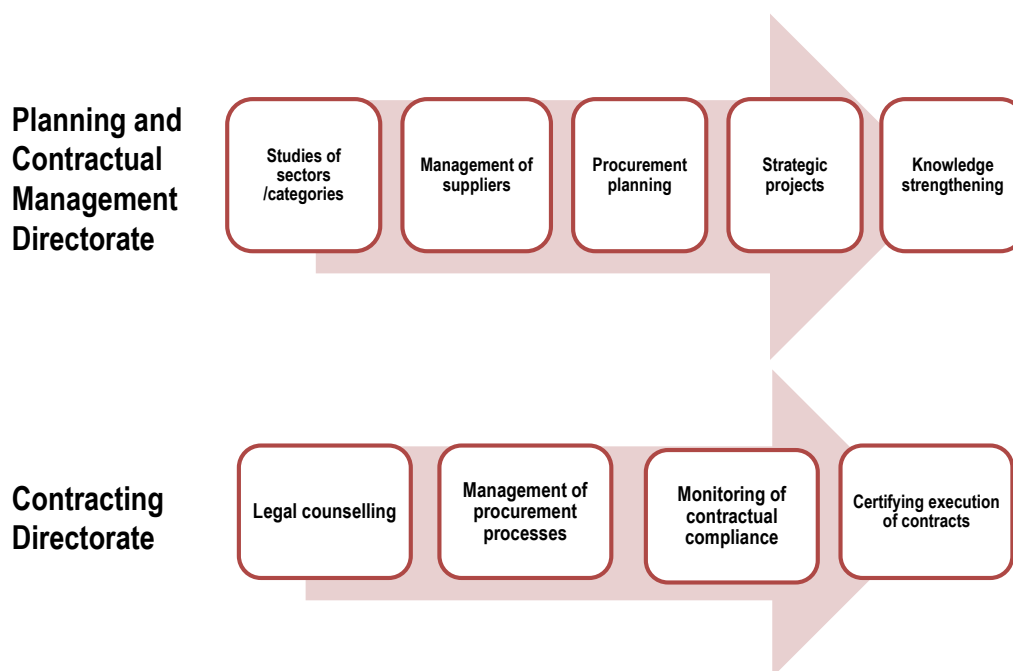 Planning and
Contractual
Management
Directorate
Studies of
sectors
/categories
Management of
suppliers
Procurement
planning
Strategic
projects
Knowledge
strengthening
Contracting
Directorate
Legal counselling
Management of
procurement
processes
Monitoring of
contractual
compliance
Certifying execution
of contracts